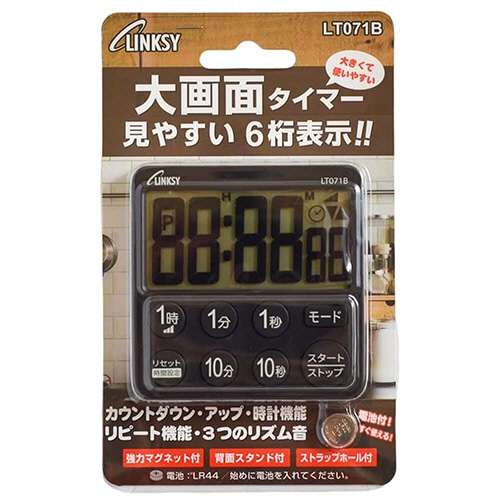 LINKSY
LT071B
大きくて
使いやすい
大画面タイマー
見やすい 6桁表示!!
LINKSY
LT071B
H
M
P
88:88 88
1時
1分
1秒
モード
リセット
時間設定
10分
10秒
スタート
ストップ
カウントダウン・アップ・時計機能
リピート機能・3つのリズム音
電池付!
すぐ使える!
強力マグネット付
背面スタンド付
ストラップホール付
電池:"LR44/始めに電池を入れてください。